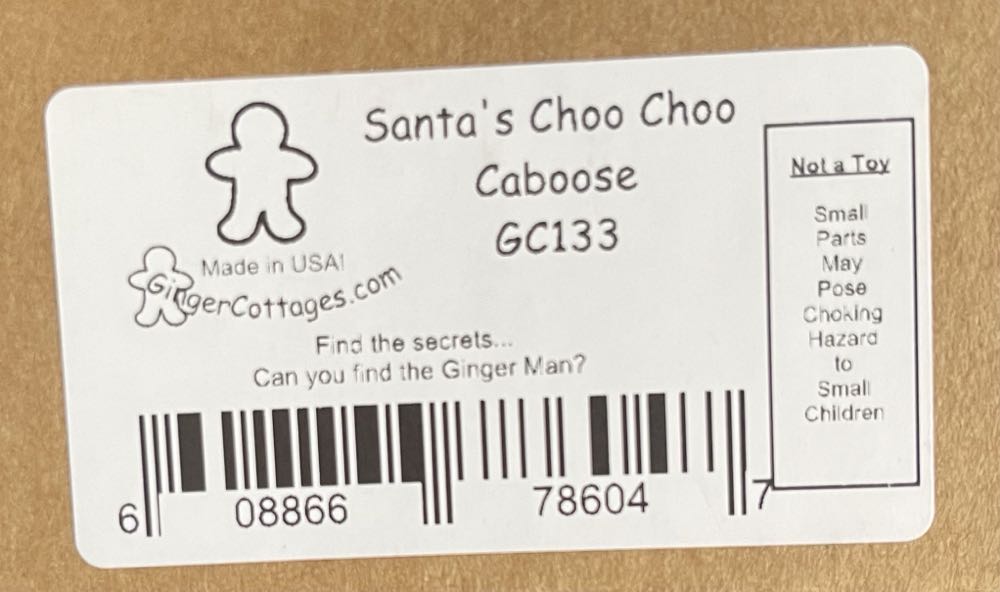 Santa's Choo Choo
Caboose
GC133
Made in USA!
GingerCottages.com
Find the secrets...
Can you find the Ginger Man?
6 08866 78604 7
Not a Toy
Small
Parts
May
Pose
Choking
Hazard
to
Small
Children